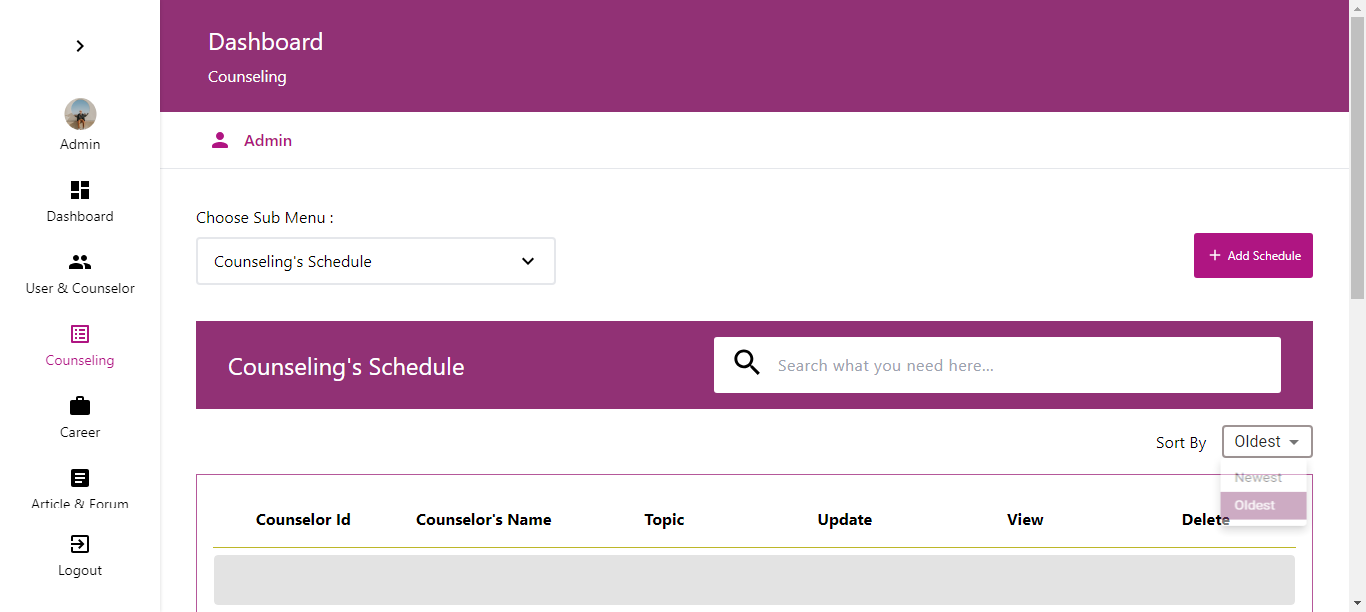 Dashboard
Counseling
Admin
Admin
Dashboard
User & Counselor
Counseling
Career
Article & Forum
Logout
Choose Sub Menu :
Counseling's Schedule
+ Add Schedule
Counseling's Schedule
Search what you need here...
Sort By
Oldest
Newest
Oldest
Counselor Id Counselor's Name Topic Update View Delete